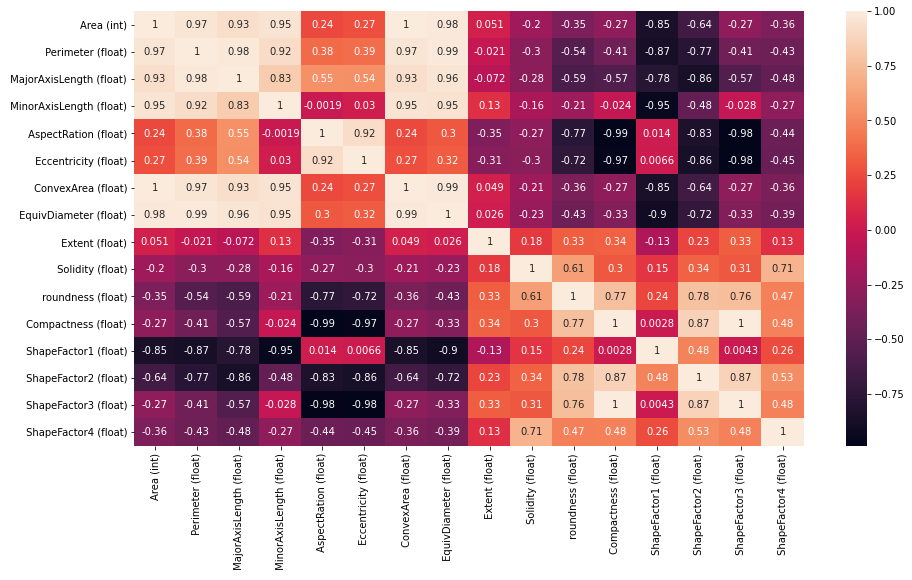 Area (int) 1 0.97 0.93 0.95 0.24 0.27 1 0.98 0.051 -0.2 -0.35 -0.27 -0.85 -0.64 -0.27 -0.36 1.00
Perimeter (float) 0.97 1 0.98 0.92 0.38 0.39 0.97 0.99 -0.021 -0.3 -0.54 -0.41 -0.87 -0.77 -0.41 -0.43
MajorAxisLength (float) 0.93 0.98 1 0.83 0.55 0.54 0.93 0.96 -0.072 -0.28 -0.59 -0.57 -0.78 -0.86 -0.57 -0.48 0.75
MinorAxisLength (float) 0.95 0.92 0.83 1 -0.0019 0.03 0.95 0.95 0.13 -0.16 -0.21 -0.024 -0.95 -0.48 -0.028 -0.27
AspectRation (float) 0.24 0.38 0.55 -0.0019 1 0.92 0.24 0.3 -0.35 -0.27 -0.77 -0.99 0.014 -0.83 -0.98 -0.44 0.50
Eccentricity (float) 0.27 0.39 0.54 0.03 0.92 1 0.27 0.32 -0.31 -0.3 -0.72 -0.97 0.0066 -0.86 -0.98 -0.45
ConvexArea (float) 1 0.97 0.93 0.95 0.24 0.27 1 0.99 0.049 -0.21 -0.36 -0.27 -0.85 -0.64 -0.27 -0.36 0.25
EquivDiameter (float) 0.98 0.99 0.96 0.95 0.3 0.32 0.99 1 0.026 -0.23 -0.43 -0.33 -0.9 -0.72 -0.33 -0.39
Extent (float) 0.051 -0.021 -0.072 0.13 -0.35 -0.31 0.049 0.026 1 0.18 0.33 0.34 -0.13 0.23 0.33 0.13 0.00
Solidity (float) -0.2 -0.3 -0.28 -0.16 -0.27 -0.3 -0.21 -0.23 0.18 1 0.61 0.3 0.15 0.34 0.31 0.71 -0.25
roundness (float) -0.35 -0.54 -0.59 -0.21 -0.77 -0.72 -0.36 -0.43 0.33 0.61 1 0.77 0.24 0.78 0.76 0.47
Compactness (float) -0.27 -0.41 -0.57 -0.024 -0.99 -0.97 -0.27 -0.33 0.34 0.3 0.77 1 0.0028 0.87 1 0.48 -0.50
ShapeFactor1 (float) -0.85 -0.87 -0.78 -0.95 0.014 0.0066 -0.85 -0.9 -0.13 0.15 0.24 0.0028 1 0.48 0.0043 0.26
ShapeFactor2 (float) -0.64 -0.77 -0.86 -0.48 -0.83 -0.86 -0.64 -0.72 0.23 0.34 0.78 0.87 0.48 1 0.87 0.53 -0.75
ShapeFactor3 (float) -0.27 -0.41 -0.57 -0.028 -0.98 -0.98 -0.27 -0.33 0.33 0.31 0.76 1 0.0043 0.87 1 0.48
ShapeFactor4 (float) -0.36 -0.43 -0.48 -0.27 -0.44 -0.45 -0.36 -0.39 0.13 0.71 0.47 0.48 0.26 0.53 0.48 1
Area (int)
Perimeter (float)
MajorAxisLength (float)
MinorAxisLength (float)
AspectRation (float)
Eccentricity (float)
ConvexArea (float)
EquivDiameter (float)
Extent (float)
Solidity (float)
roundness (float)
Compactness (float)
ShapeFactor1 (float)
ShapeFactor2 (float)
ShapeFactor3 (float)
ShapeFactor4 (float)